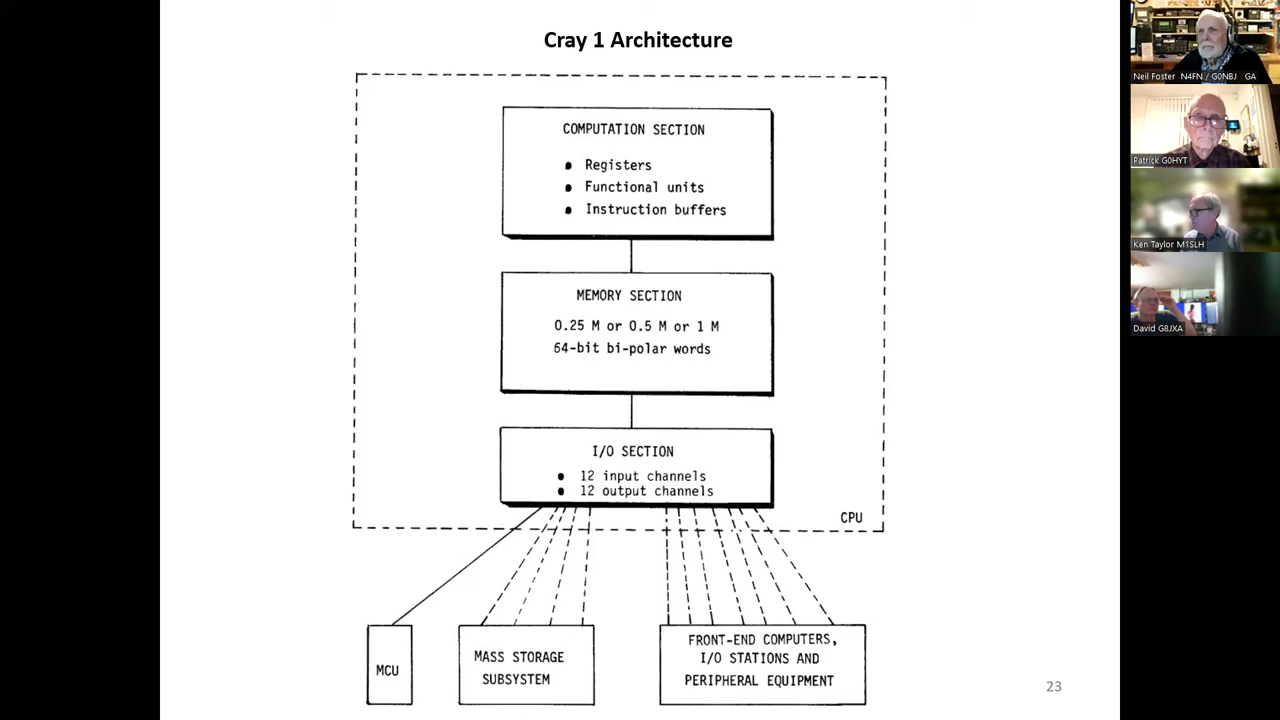 Cray 1 Architecture
COMPUTATION SECTION
● Registers
● Functional units
● Instruction buffers
MEMORY SECTION
0.25 M or 0.5 M or 1 M
64-bit bi-polar words
I/O SECTION
● 12 input channels
● 12 output channels
CPU
MCU
MASS STORAGE
SUBSYSTEM
FRONT-END COMPUTERS,
I/O STATIONS AND
PERIPHERAL EQUIPMENT
23
Neil Foster N4FN / G0NBJ GA
Patrick G0HYT
Ken Taylor M1SLH
David G8JXA